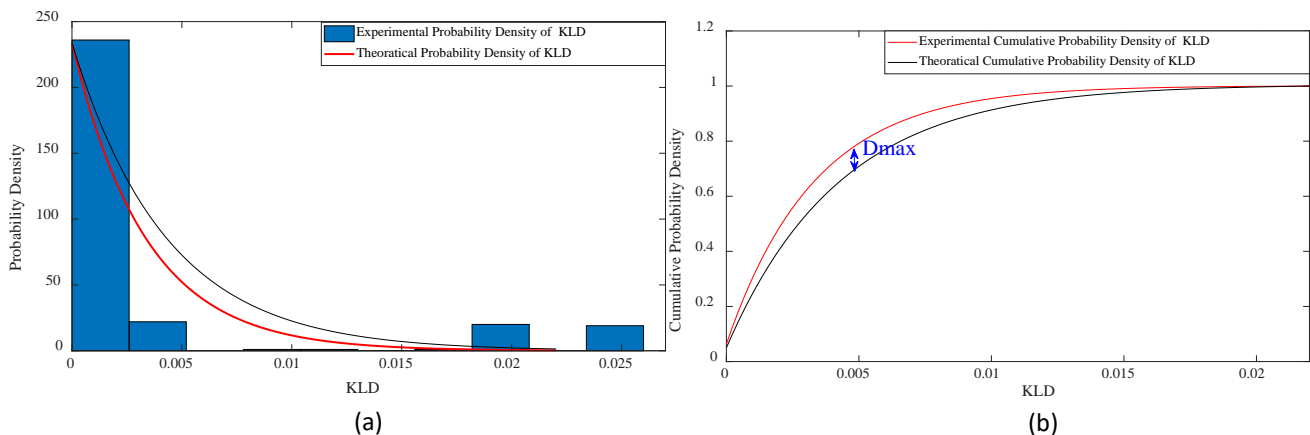 250
200
150
100
50
0
Probability Density
Experimental Probability Density of KLD
Theoratical Probability Density of KLD
0
0.005
0.01
0.015
0.02
0.025
KLD
(a)
1.2
1
0.8
0.6
0.4
0.2
0
Cumulative Probability Density
Experimental Cumulative Probability Density of KLD
Theoratical Cumulative Probability Density of KLD
Dmax
0
0.005
0.01
0.015
0.02
KLD
(b)